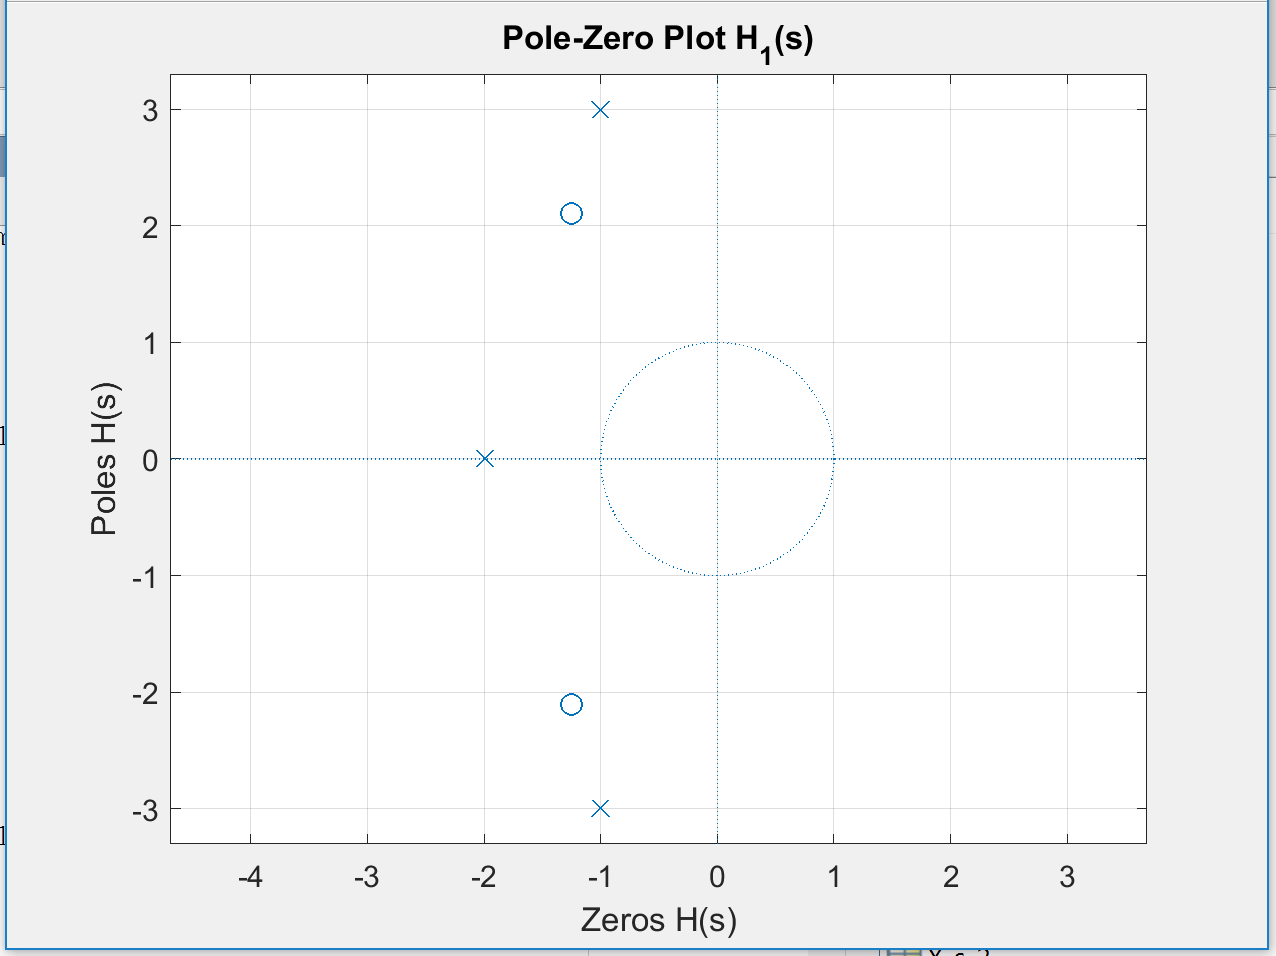 Pole-Zero Plot H1(s)
3
2
1
0
-1
-2
-3
Poles H(s)
-4 -3 -2 -1 0 1 2 3
Zeros H(s)